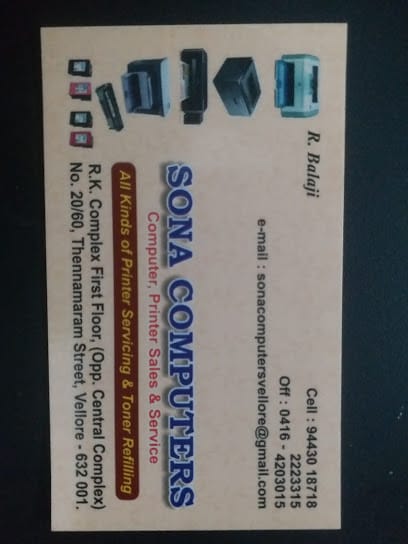 R. Balaji
Cell : 94430 18718
2223315
Off : 0416 - 4203015
e-mail : sonacomputersvellore@gmail.com
SONA COMPUTERS
Computer, Printer Sales & Service
All Kinds of Printer Servicing & Toner Refilling
R.K. Complex First Floor, (Opp. Central Complex)
No. 20/60, Thennamaram Street, Vellore - 632 001.